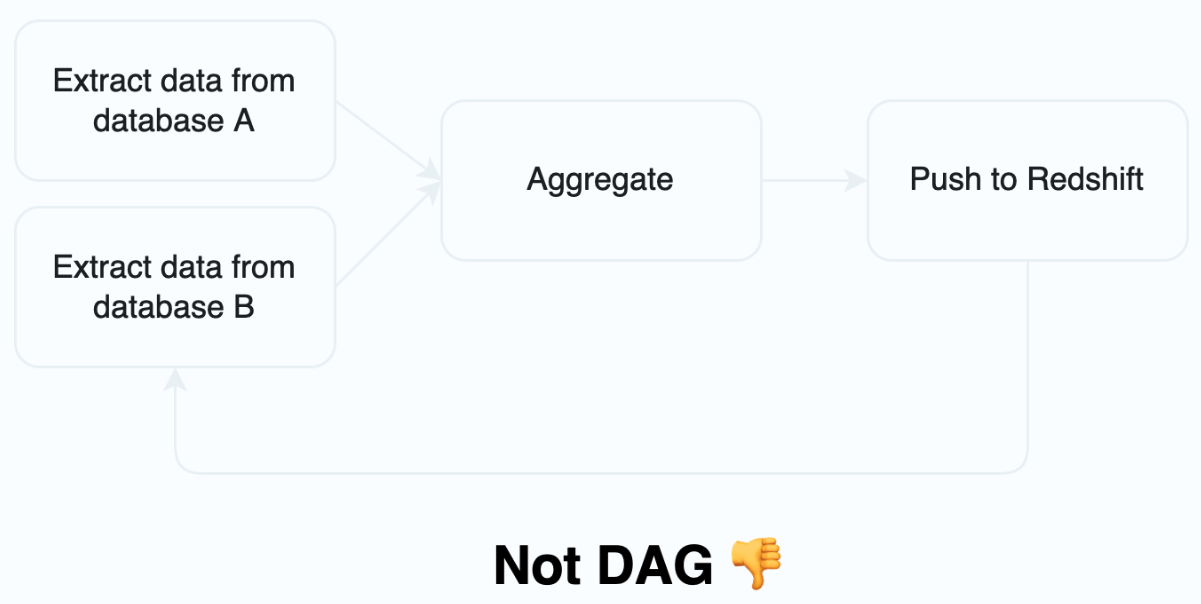 Extract data from
database A
Extract data from
database B
Aggregate
Push to Redshift
Not DAG 👎